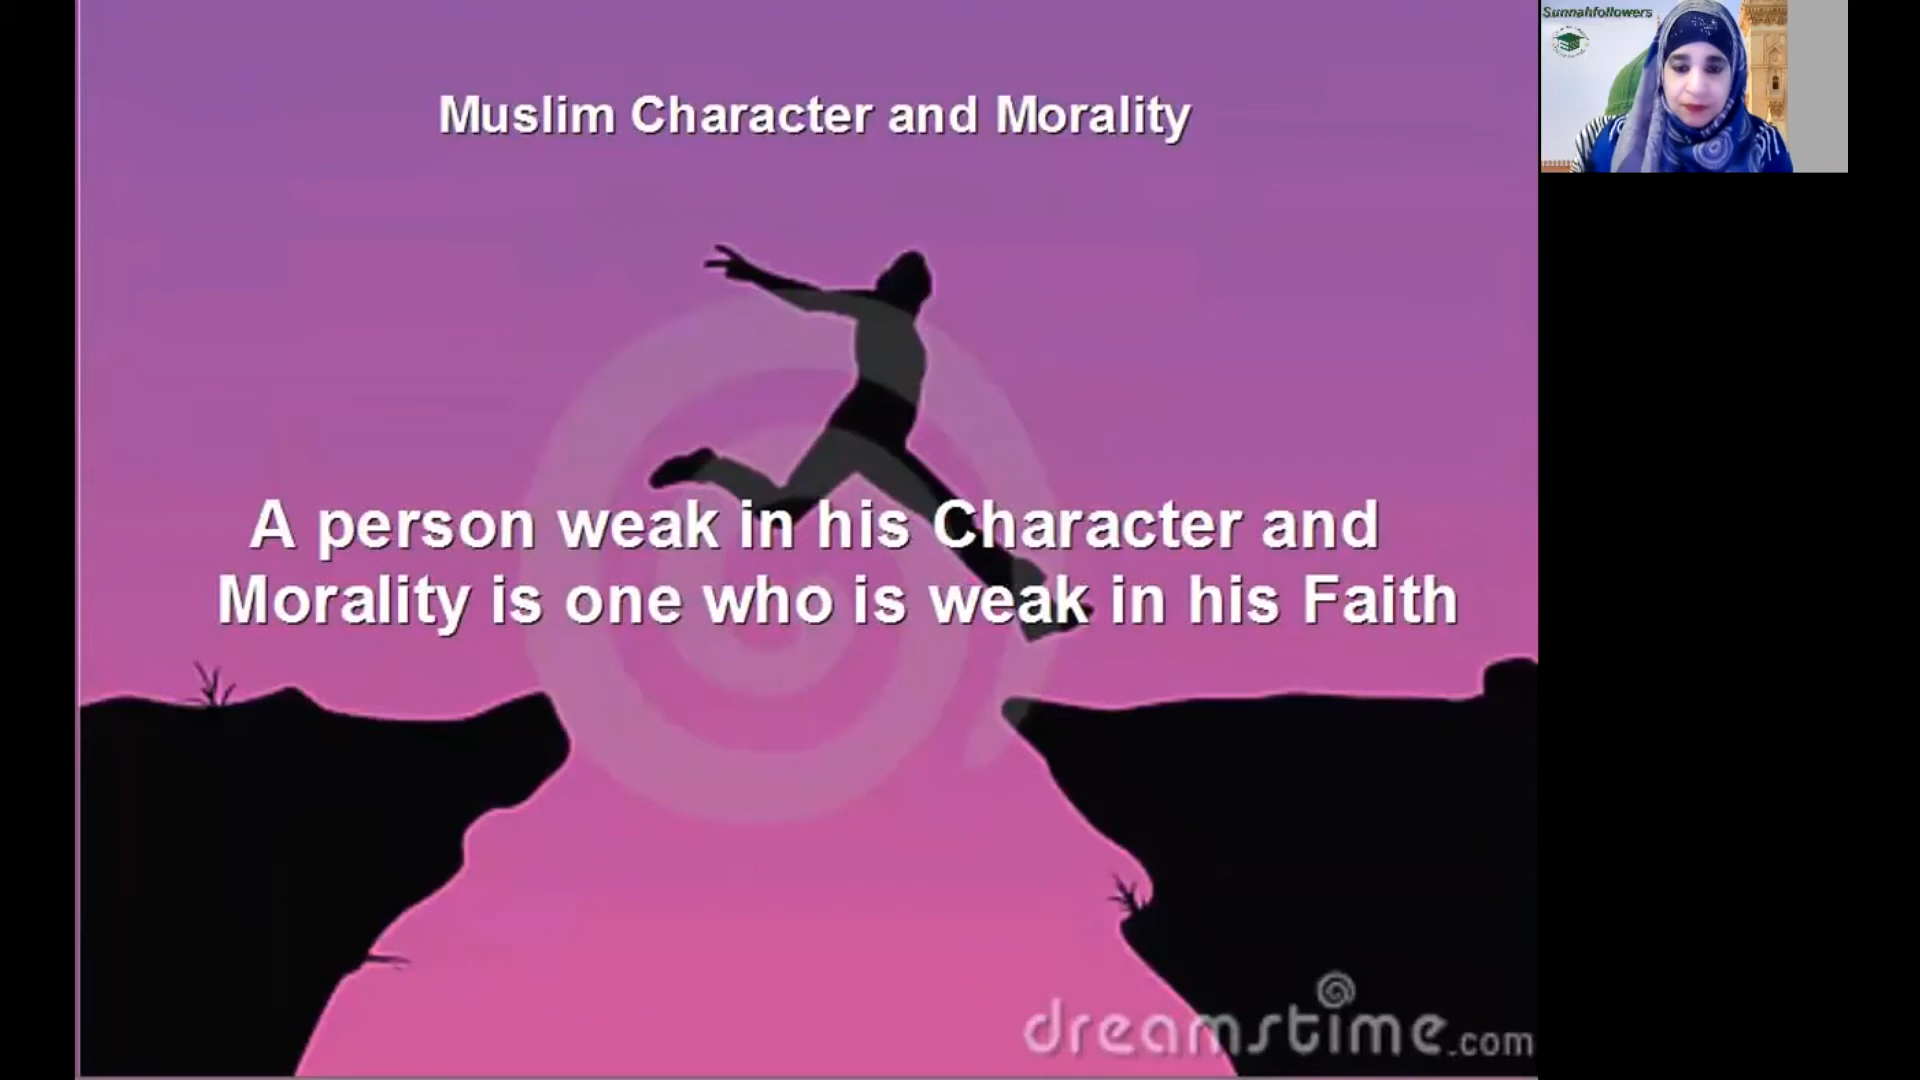 Sunnahfollowers
Muslim Character and Morality
A person weak in his Character and
Morality is one who is weak in his Faith
dreamstime.com